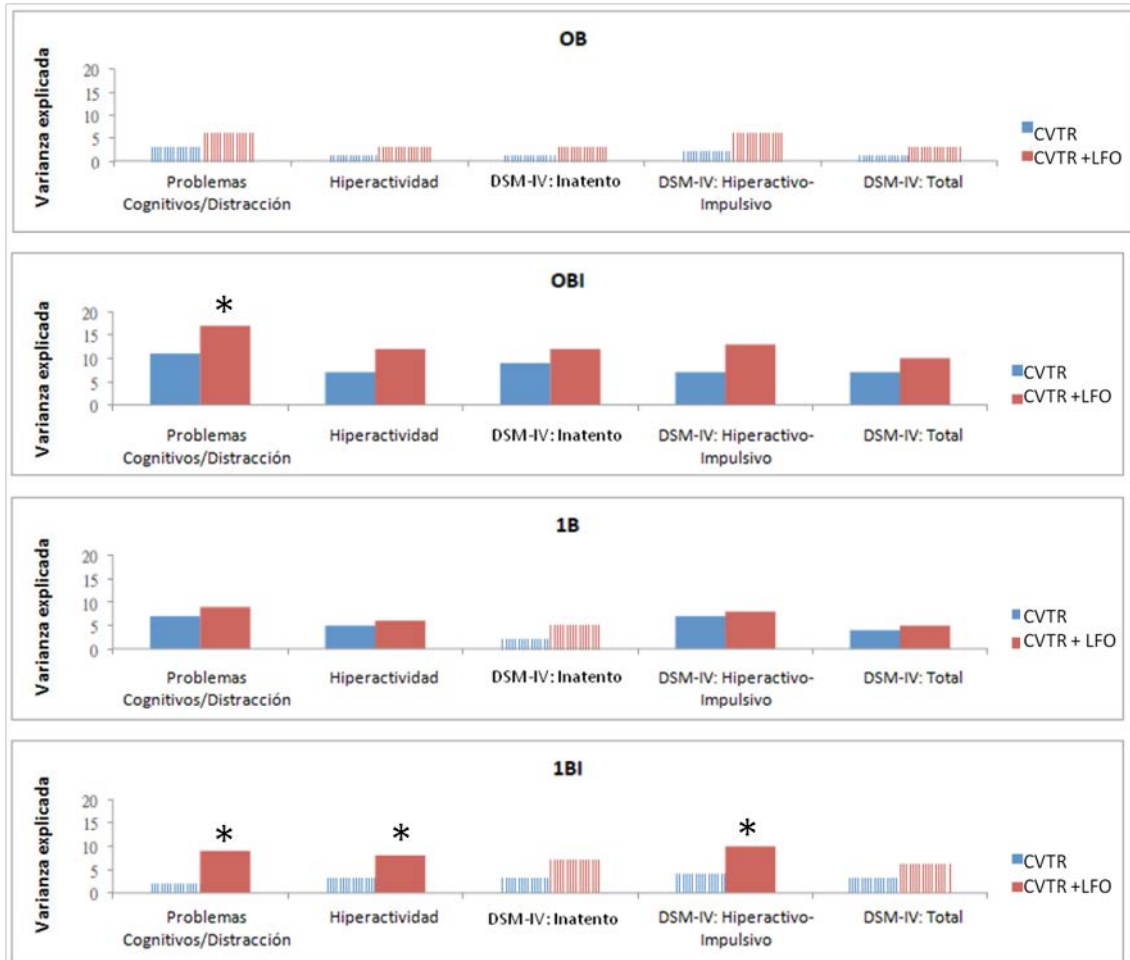 OB
Varianza explicada
20
15
10
5
0
Problemas
Cognitivos/Distracción
Hiperactividad
DSM-IV: Inatento
DSM-IV: Hiperactivo-
Impulsivo
DSM-IV: Total
CVTR
CVTR +LFO
OBI
Varianza explicada
20
15
10
5
0
*
Problemas
Cognitivos/Distracción
Hiperactividad
DSM-IV: Inatento
DSM-IV: Hiperactivo-
Impulsivo
DSM-IV: Total
CVTR
CVTR +LFO
1B
Varianza explicada
20
15
10
5
0
Problemas
Cognitivos/Distracción
Hiperactividad
DSM-IV: Inatento
DSM-IV: Hiperactivo-
Impulsivo
DSM-IV: Total
CVTR
CVTR + LFO
1BI
Varianza explicada
20
15
10
5
0
* * *
Problemas
Cognitivos/Distracción
Hiperactividad
DSM-IV: Inatento
DSM-IV: Hiperactivo-
Impulsivo
DSM-IV: Total
CVTR
CVTR +LFO